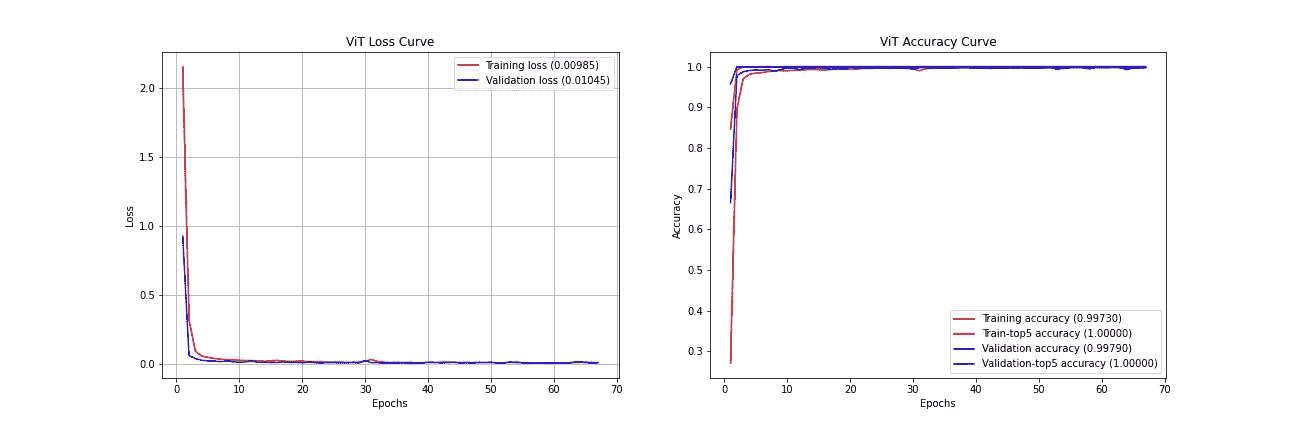 ViT Loss Curve
Training loss (0.00985)
Validation loss (0.01045)
2.0
1.5
1.0
0.5
0.0
Loss
0 10 20 30 40 50 60 70
Epochs
ViT Accuracy Curve
1.0
0.9
0.8
0.7
0.6
0.5
0.4
0.3
Accuracy
Training accuracy (0.99730)
Train-top5 accuracy (1.00000)
Validation accuracy (0.99790)
Validation-top5 accuracy (1.00000)
0 10 20 30 40 50 60 70
Epochs